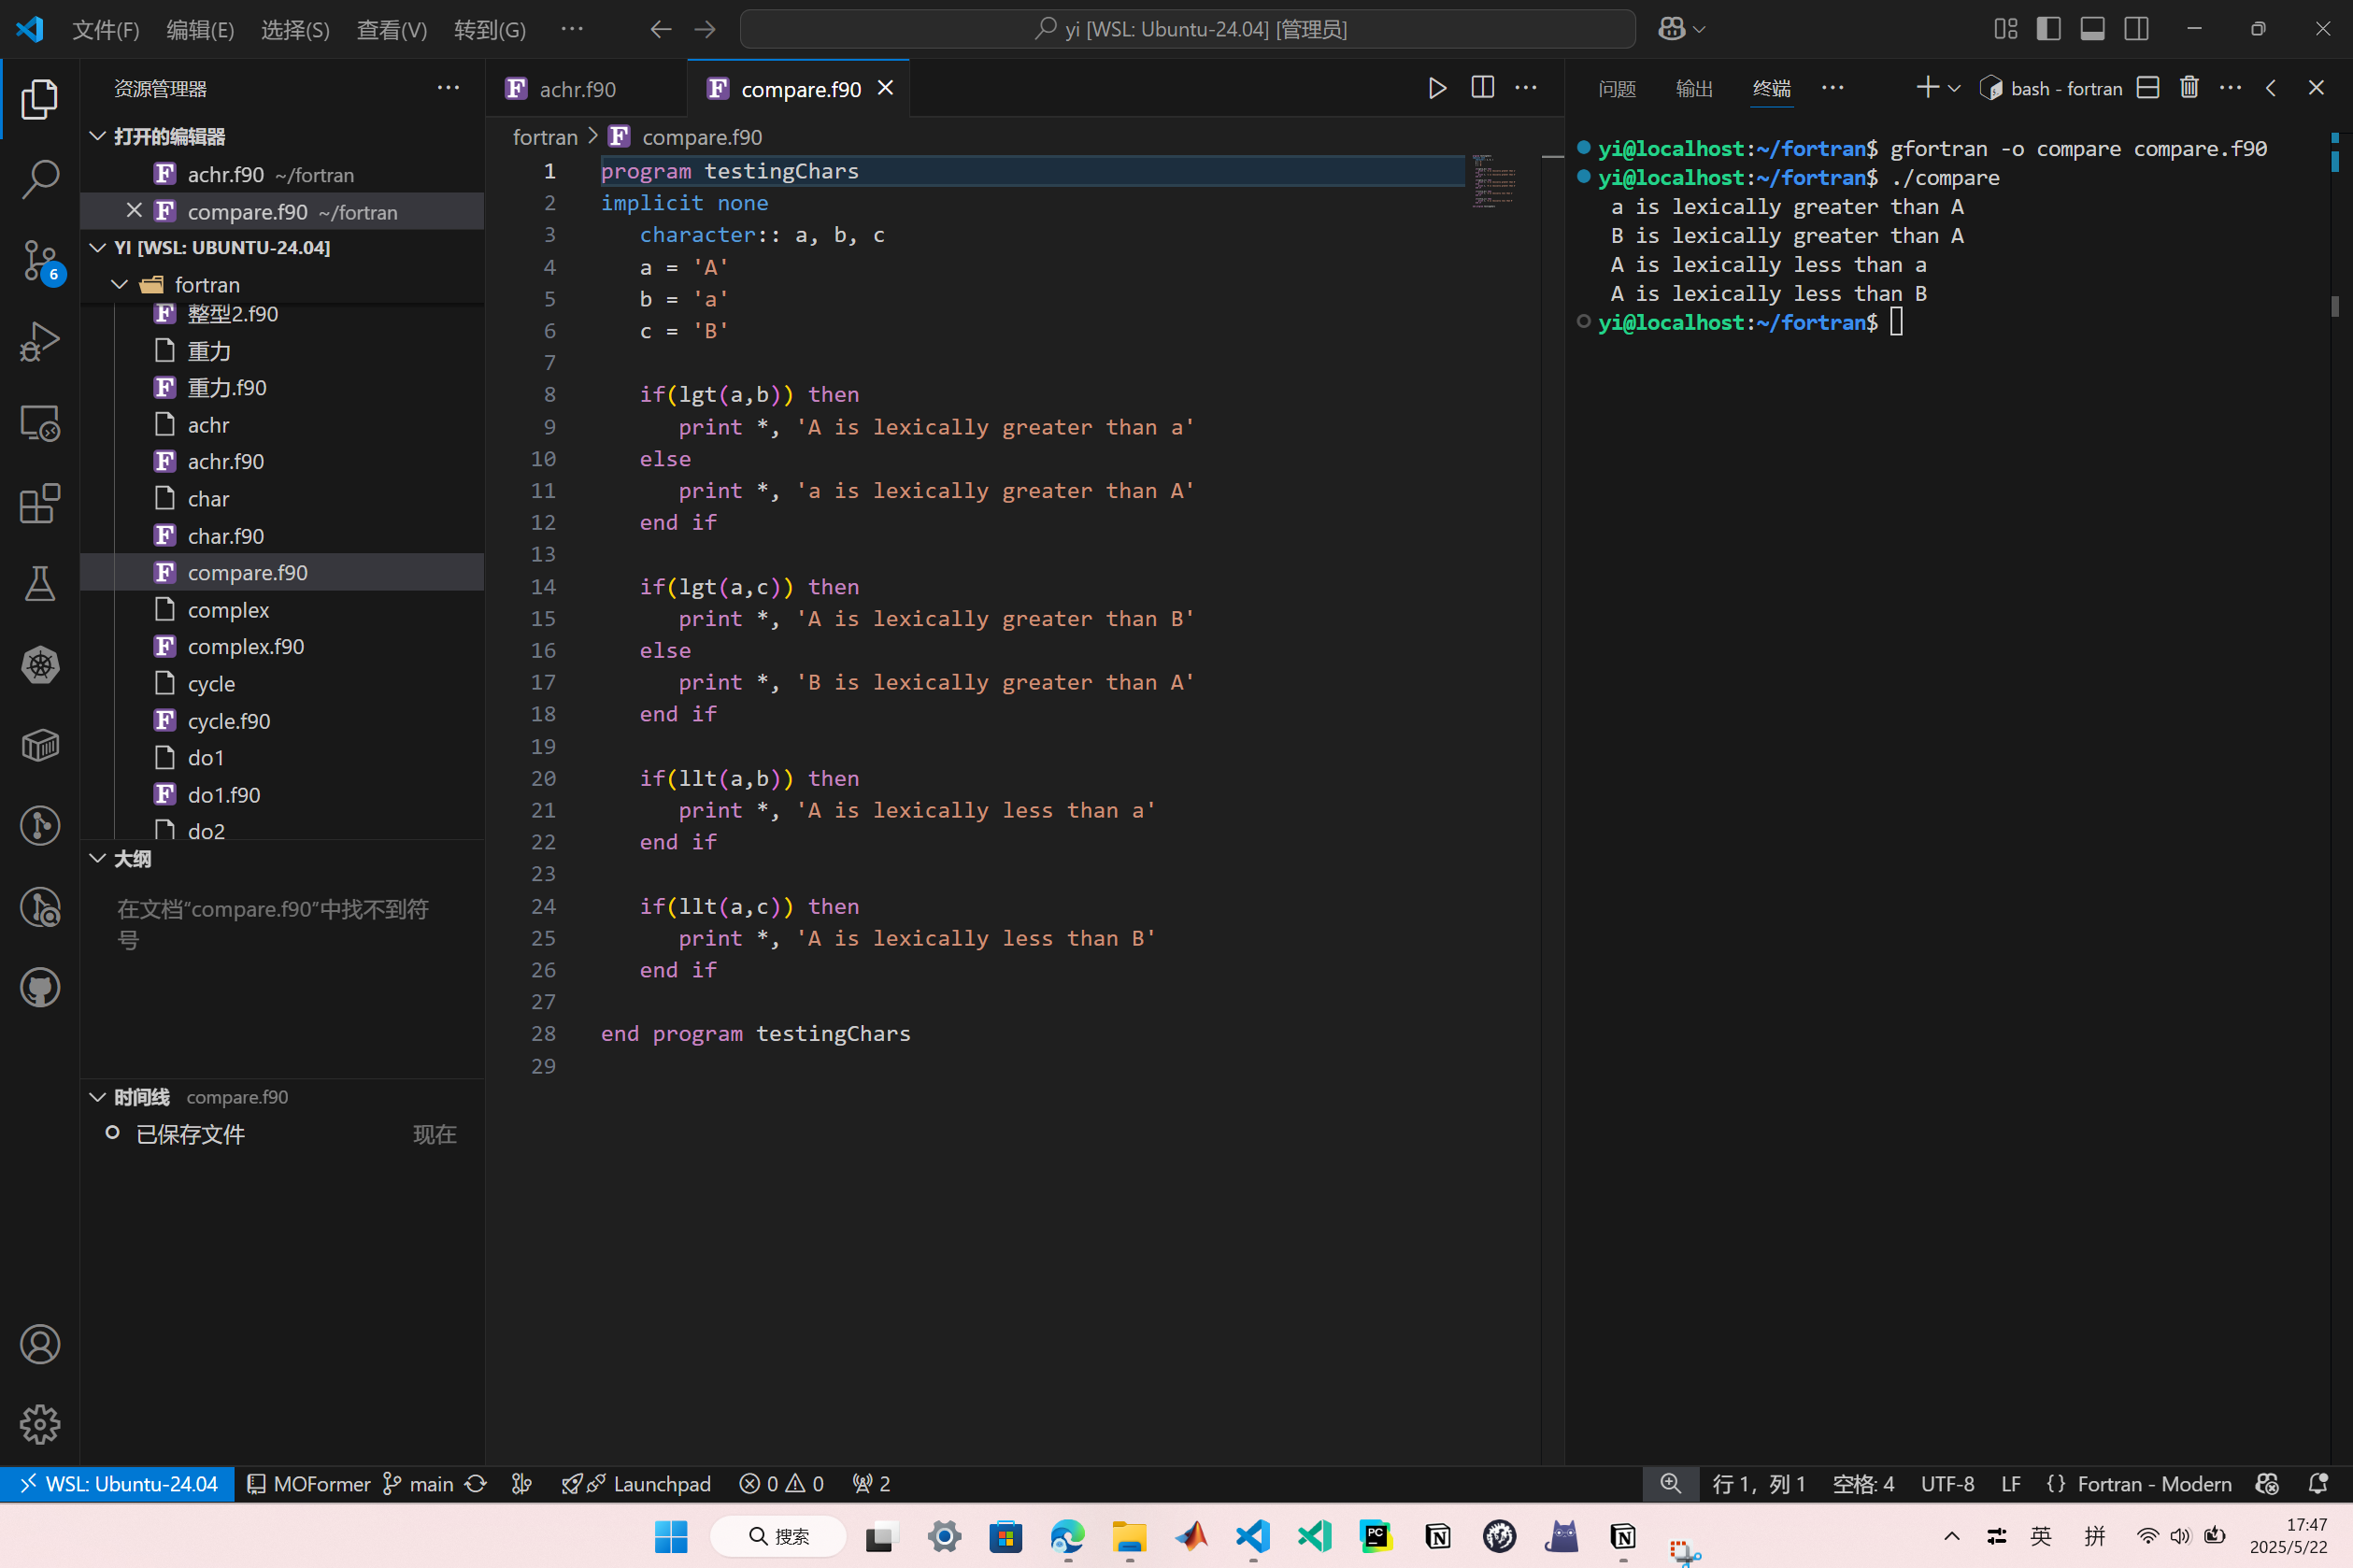 文件(F) 编辑(E) 选择(S) 查看(V) 转到(G) ··· yi [WSL: Ubuntu-24.04] [管理员]
资源管理器 ···
打开的编辑器
achr.f90 ~/fortran
compare.f90 ~/fortran
YI [WSL: UBUNTU-24.04]
6
fortran
整型2.f90
重力
重力.f90
achr
achr.f90
char
char.f90
compare.f90
complex
complex.f90
cycle
cycle.f90
do1
do1.f90
do2
大纲
在文档“compare.f90”中找不到符
号
时间线 compare.f90
已保存文件 现在
achr.f90 compare.f90
fortran > compare.f90
1 program testingChars
2 implicit none
3 character:: a, b, c
4 a = 'A'
5 b = 'a'
6 c = 'B'
7
8 if(lgt(a,b)) then
9 print *, 'A is lexically greater than a'
10 else
11 print *, 'a is lexically greater than A'
12 end if
13
14 if(lgt(a,c)) then
15 print *, 'A is lexically greater than B'
16 else
17 print *, 'B is lexically greater than A'
18 end if
19
20 if(llt(a,b)) then
21 print *, 'A is lexically less than a'
22 end if
23
24 if(llt(a,c)) then
25 print *, 'A is lexically less than B'
26 end if
27
28 end program testingChars
29
问题 输出 终端 ··· bash - fortran
yi@localhost:~/fortran$ gfortran -o compare compare.f90
yi@localhost:~/fortran$ ./compare
a is lexically greater than A
B is lexically greater than A
A is lexically less than a
A is lexically less than B
yi@localhost:~/fortran$
WSL: Ubuntu-24.04 MOFormer main Launchpad 0 0 2 行 1，列 1 空格: 4 UTF-8 LF {} Fortran - Modern
搜索 PC 英 拼 17:47
2025/5/22